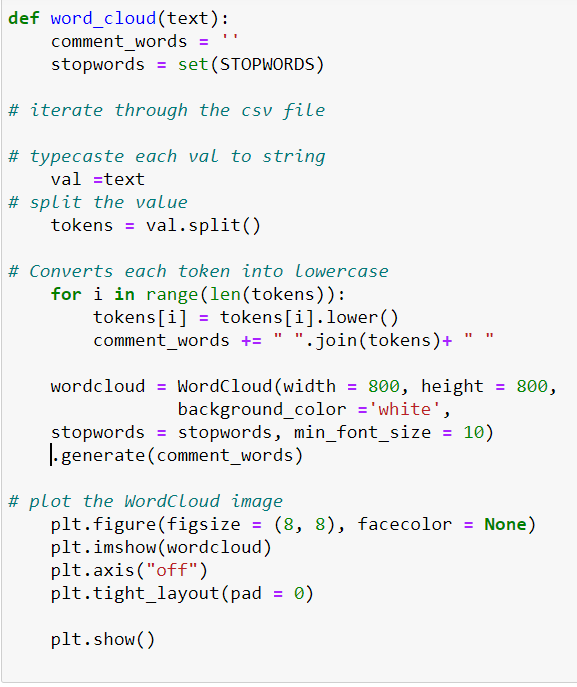 def word_cloud(text):
    comment_words = ''
    stopwords = set(STOPWORDS)

# iterate through the csv file

# typecaste each val to string
    val =text
# split the value
    tokens = val.split()

# Converts each token into lowercase
    for i in range(len(tokens)):
        tokens[i] = tokens[i].lower()
        comment_words += " ".join(tokens)+ " "

    wordcloud = WordCloud(width = 800, height = 800,
                background_color ='white',
    stopwords = stopwords, min_font_size = 10)
    .generate(comment_words)

# plot the WordCloud image
    plt.figure(figsize = (8, 8), facecolor = None)
    plt.imshow(wordcloud)
    plt.axis("off")
    plt.tight_layout(pad = 0)

    plt.show()